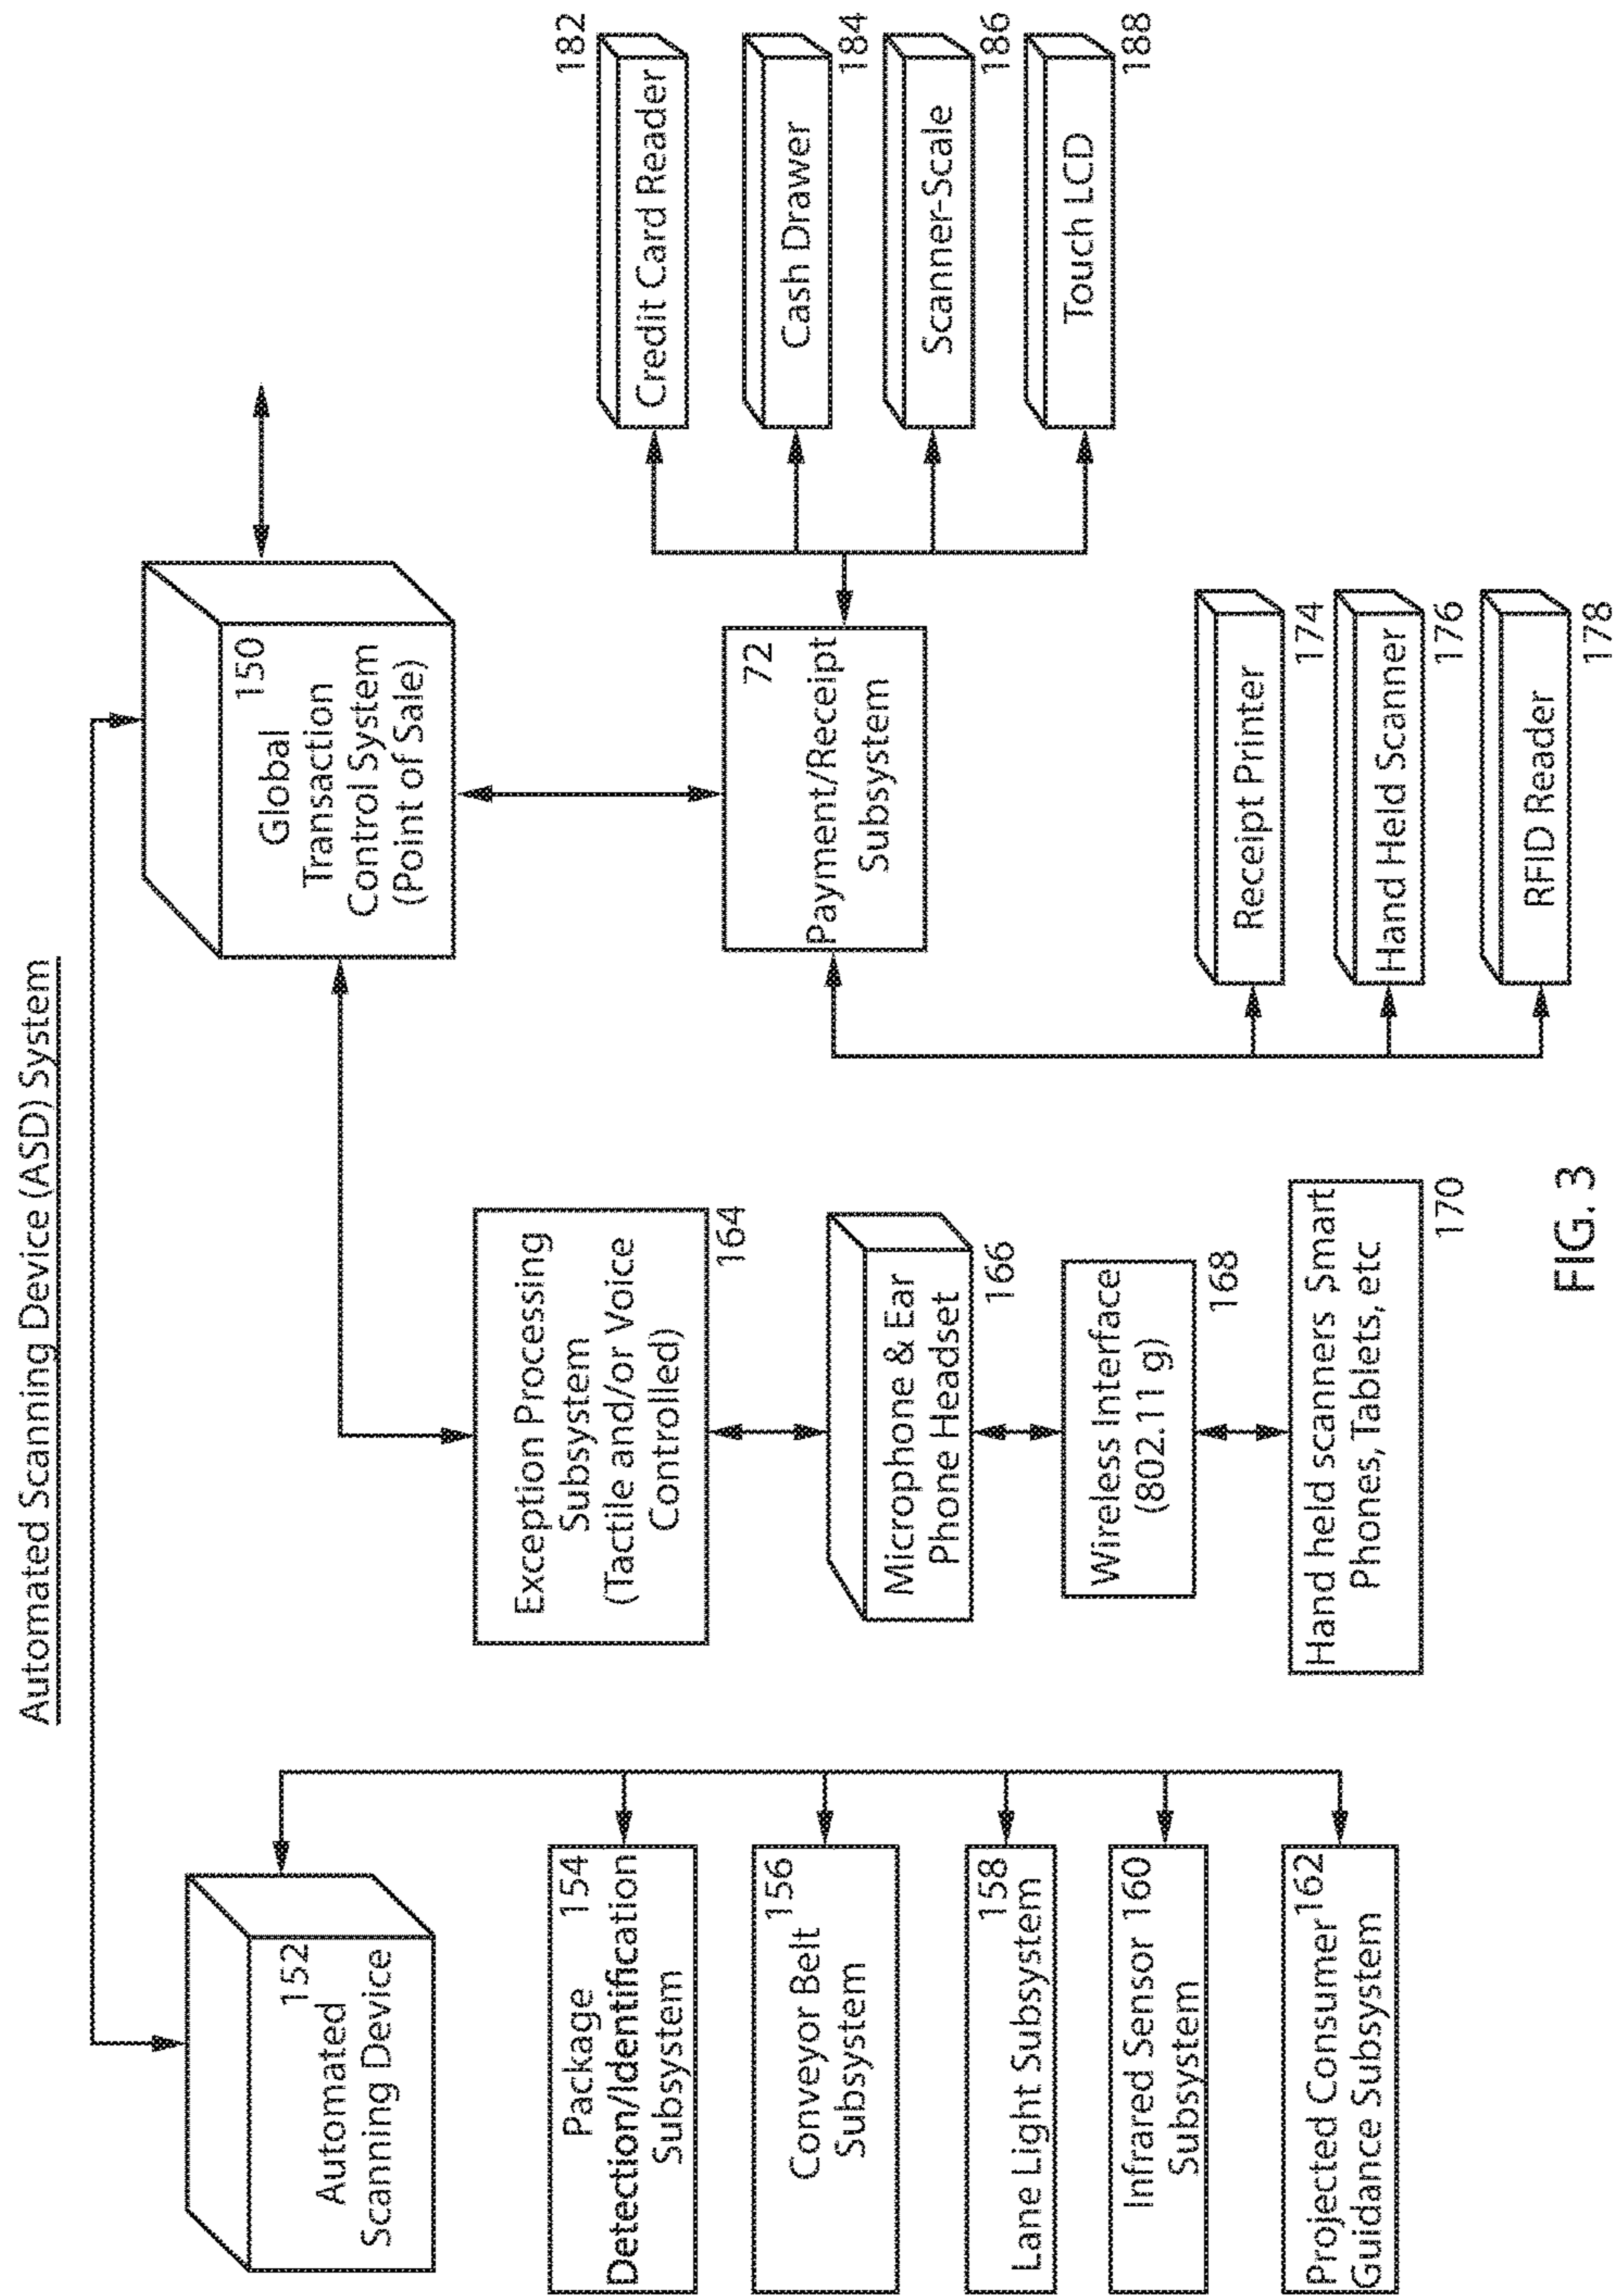 Automated Scanning Device (ASD) System
152
Automated
Scanning Device
Package 154
Detection/Identification
Subsystem
Conveyor Belt 156
Subsystem
158
Lane Light Subsystem
Infrared Sensor 160
Subsystem
Projected Consumer 162
Guidance Subsystem
Exception Processing
Subsystem
(Tactile and/or Voice
Controlled)
164
Microphone & Ear
Phone Headset
166
Wireless Interface
(802.11 g)
168
Hand held scanners ,Smart
Phones, Tablets, etc
170
150
Global
Transaction
Control System
(Point of Sale)
72
Payment/Receipt
Subsystem
Receipt Printer
174
Hand Held Scanner
176
RFID Reader
178
182
Credit Card Reader
Cash Drawer
184
Scanner-Scale
186
Touch LCD
188
FIG. 3